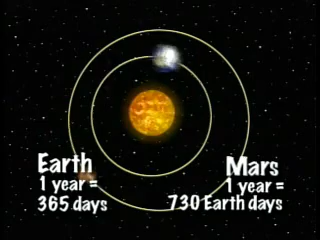 Earth
1 year =
365 days
Mars
1 year =
730 Earth days